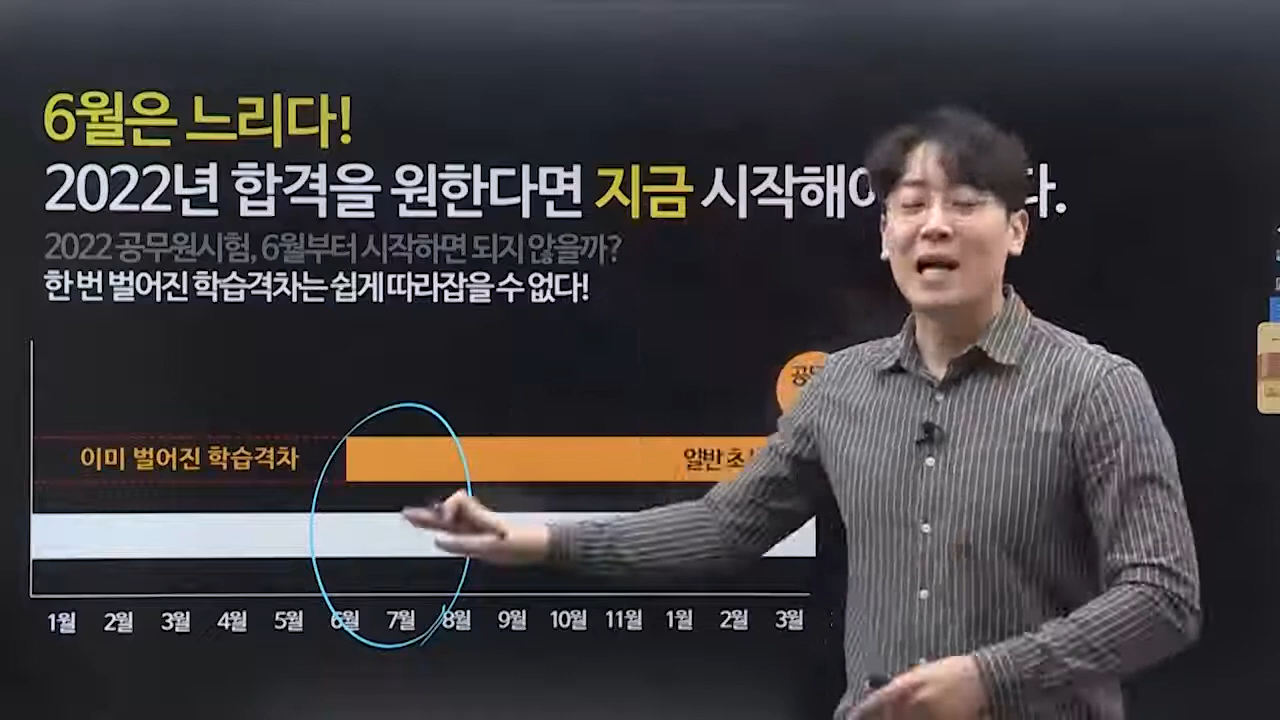 6월은 느리다!
2022년 합격을 원한다면 지금 시작해야 다.
2022 공무원시험, 6월부터 시작하면 되지 않을까?
한 번 벌어진 학습격차는 쉽게 따라잡을 수 없다!
이미 벌어진 학습격차
일반
1월 2월 3월 4월 5월 6월 7월 8월 9월 10월 11월 1월 2월 3월